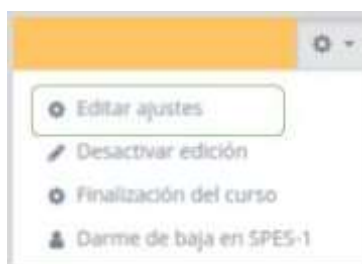 Editar ajustes
Desactivar edición
Finalización del curso
Darme de baja en SPES-1